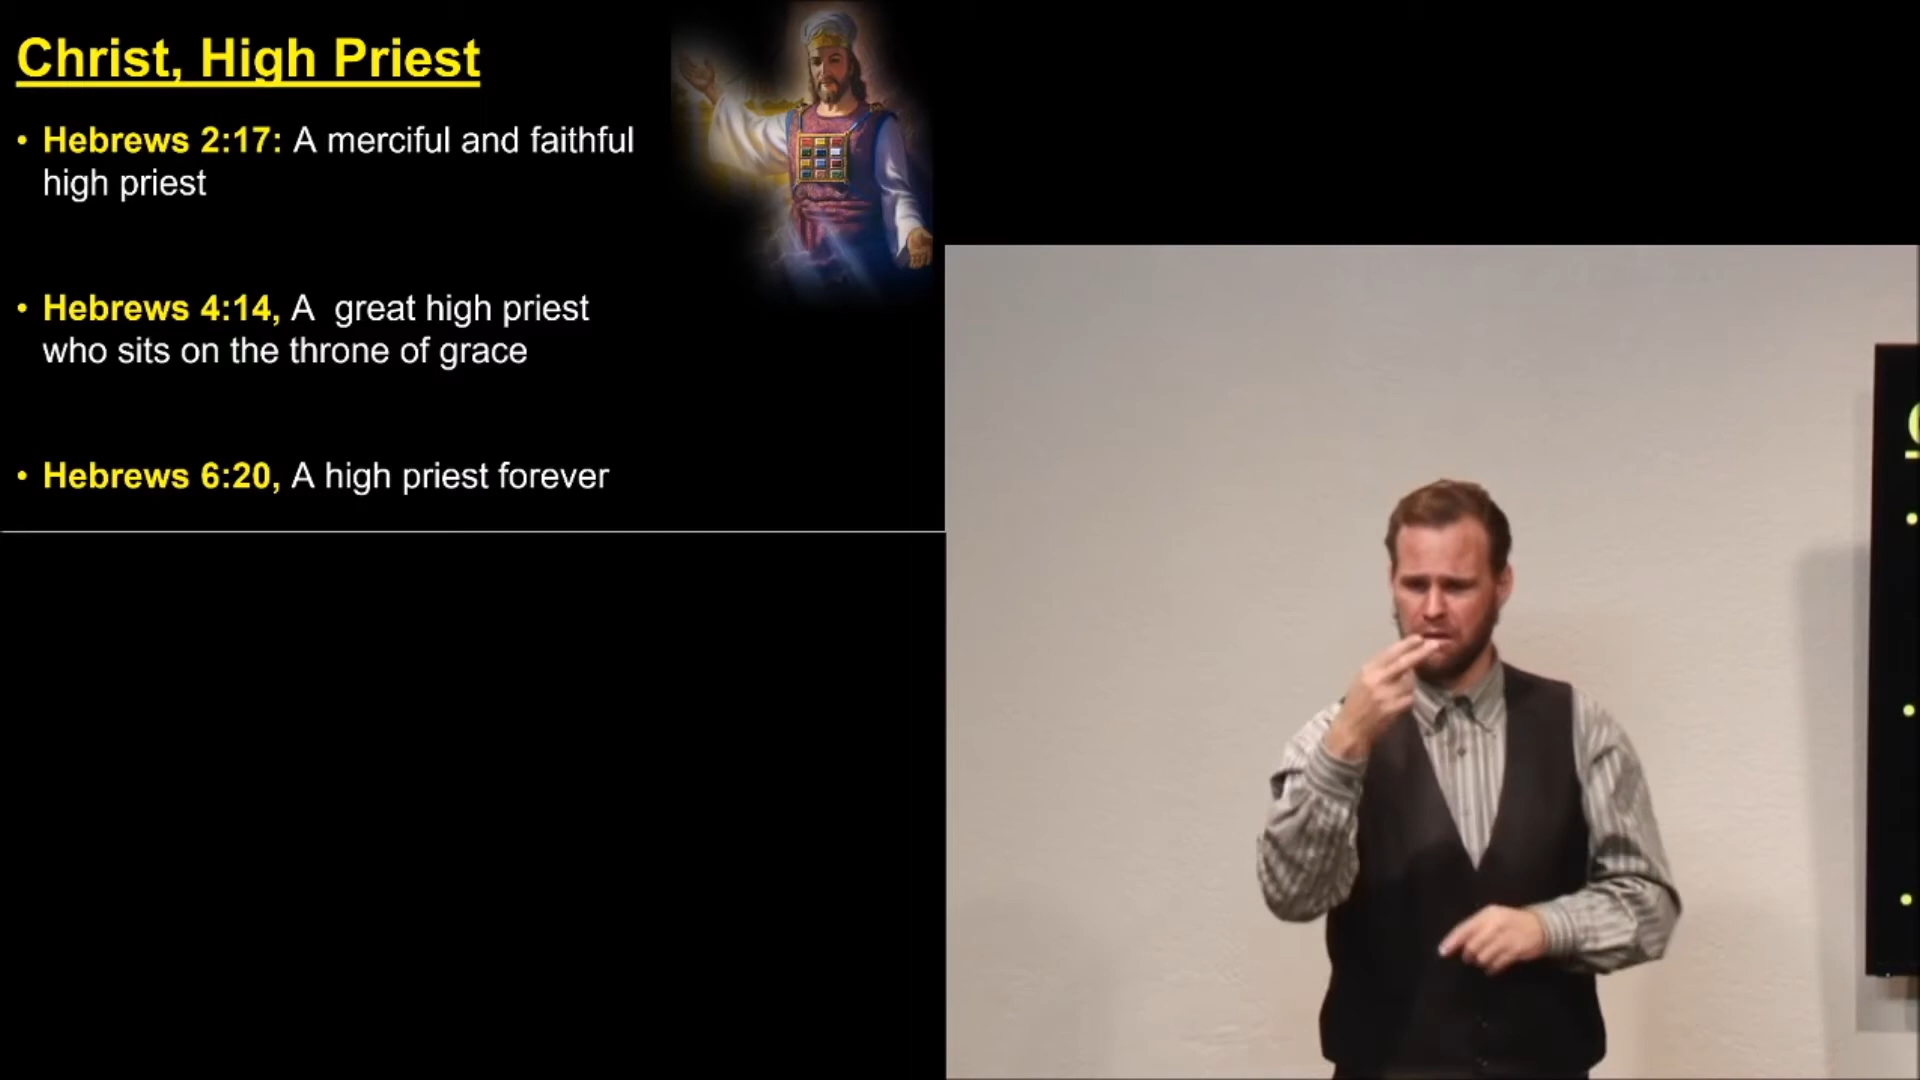 Christ, High Priest
• Hebrews 2:17: A merciful and faithful
high priest
• Hebrews 4:14, A  great high priest
who sits on the throne of grace
• Hebrews 6:20, A high priest forever